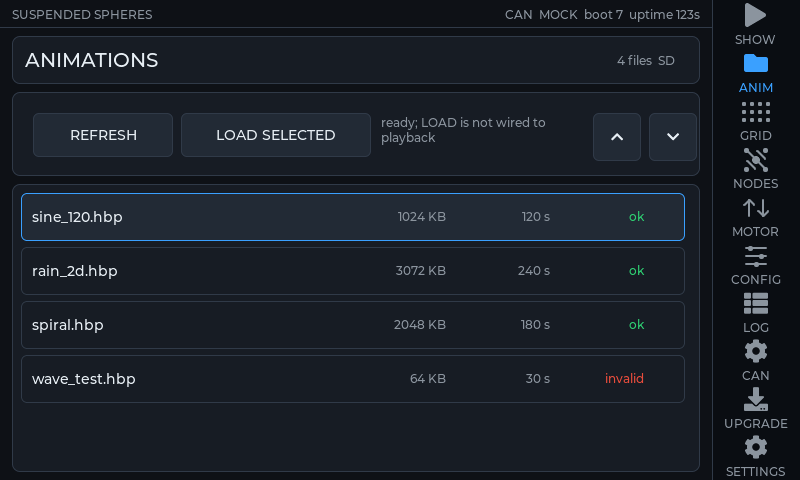 SUSPENDED SPHERES
CAN MOCK boot 7 uptime 123s
ANIMATIONS
4 files SD
REFRESH
LOAD SELECTED
ready; LOAD is not wired to
playback
sine_120.hbp 1024 KB 120 s ok
rain_2d.hbp 3072 KB 240 s ok
spiral.hbp 2048 KB 180 s ok
wave_test.hbp 64 KB 30 s invalid
SHOW
ANIM
GRID
NODES
MOTOR
CONFIG
LOG
CAN
UPGRADE
SETTINGS